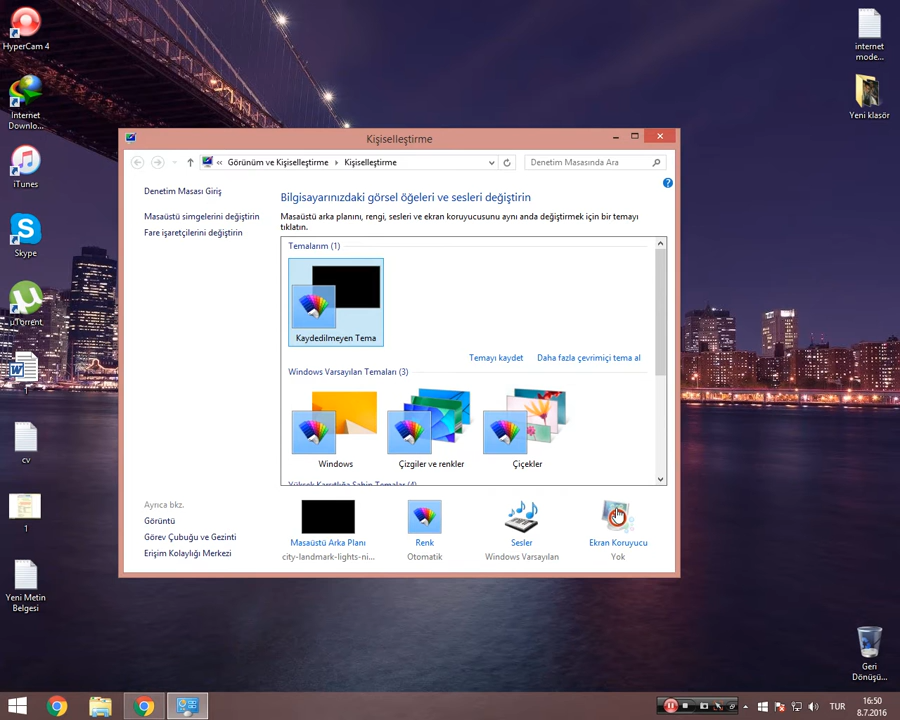 HyperCam 4
Internet
Downlo...
iTunes
Skype
µTorrent
1
cv
1
Yeni Metin
Belgesi
internet
mode...
Yeni klasör
Kişiselleştirme
« Görünüm ve Kişiselleştirme Kişiselleştirme
Denetim Masasında Ara
Denetim Masası Giriş
Masaüstü simgelerini değiştirin
Fare işaretçilerini değiştirin
Bilgisayarınızdaki görsel öğeleri ve sesleri değiştirin
Masaüstü arka planını, rengi, sesleri ve ekran koruyucusunu aynı anda değiştirmek için bir temayı
tıklatın.
Temalarım (1)
Kaydedilmeyen Tema
Temayı kaydet Daha fazla çevrimiçi tema al
Windows Varsayılan Temaları (3)
Windows Çizgiler ve renkler Çiçekler
Yüksek Karşıtlığa Sahip Temalar (4)
Ayrıca bkz.
Görüntü
Görev Çubuğu ve Gezinti
Erişim Kolaylığı Merkezi
Masaüstü Arka Planı Renk Sesler Ekran Koruyucu
city-landmark-lights-ni... Otomatik Windows Varsayılan Yok
Geri
Dönüşü...
TUR
16:50
8.7.2016